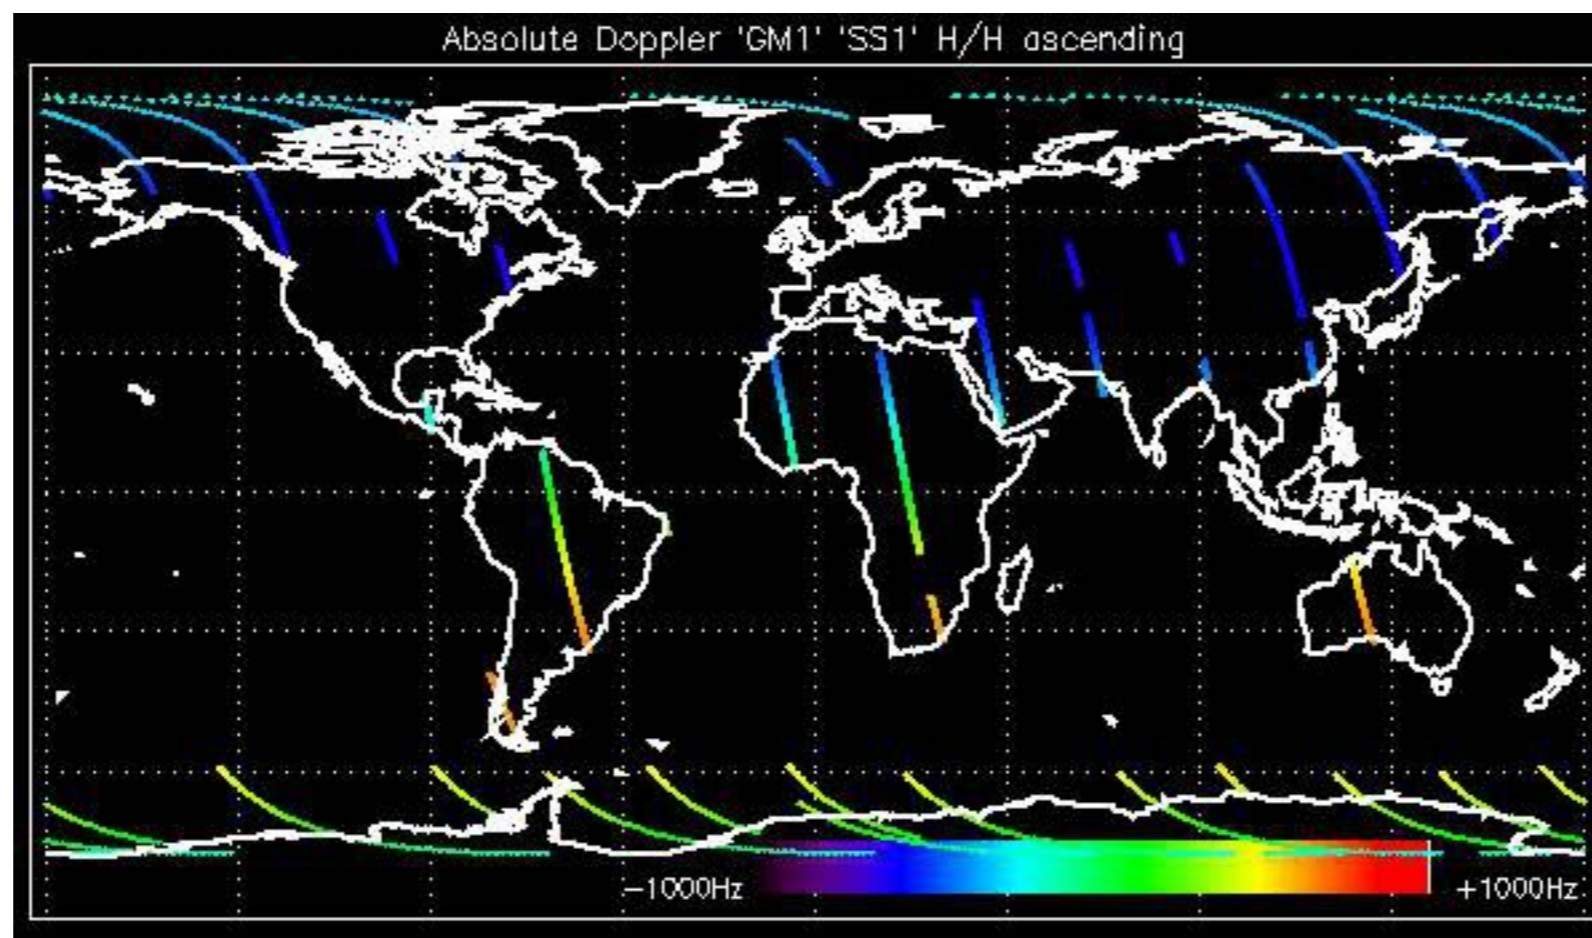 Absolute Doppler 'GM1' 'SS1' H/H ascending
-1000Hz
+1000Hz